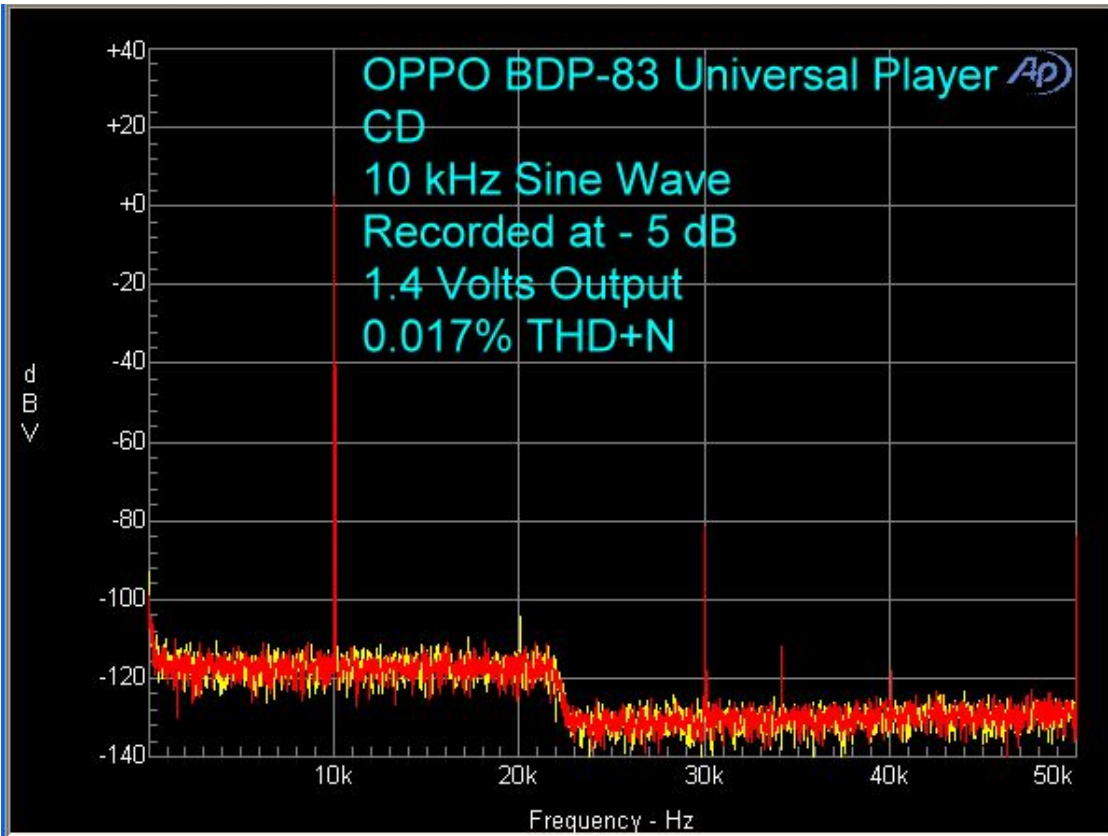 OPPO BDP-83 Universal Player
AP
CD
10 kHz Sine Wave
Recorded at - 5 dB
1.4 Volts Output
0.017% THD+N
+40
+20
+0
-20
-40
-60
-80
-100
-120
-140
d
B
V
10k
20k
30k
40k
50k
Frequency - Hz